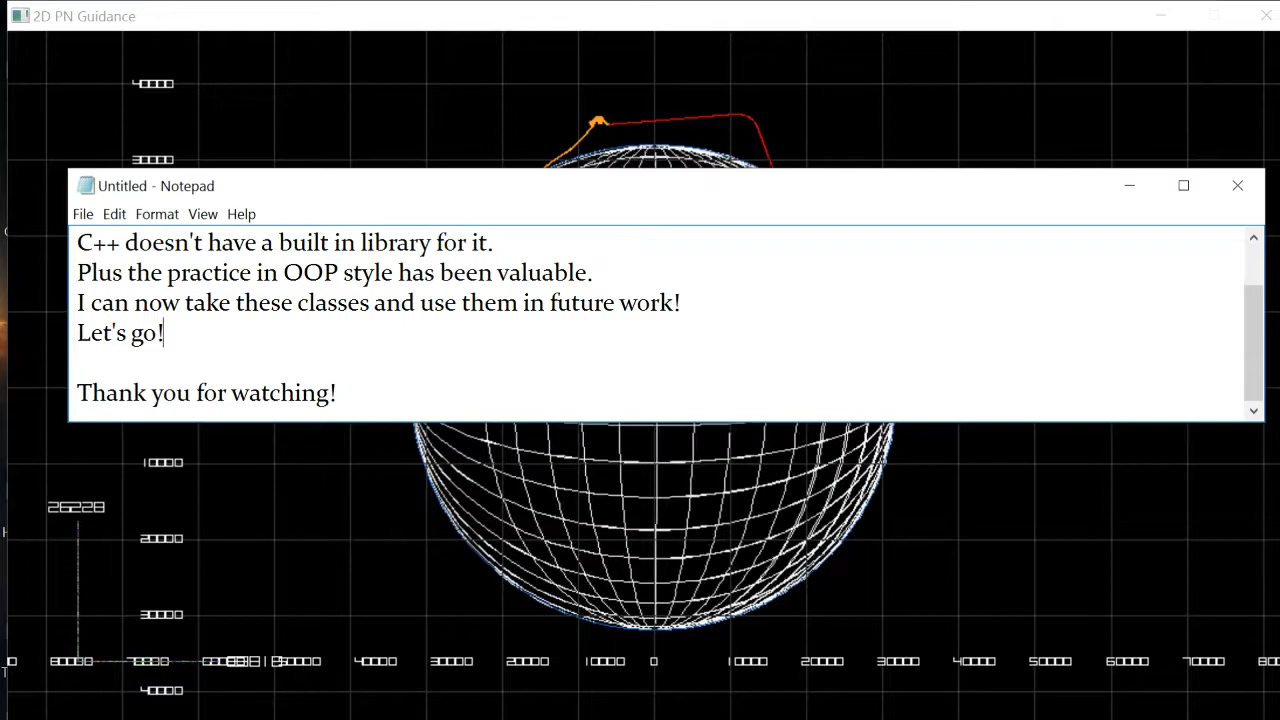 2D PN Guidance
40000
30000
Untitled - Notepad
File Edit Format View Help
C++ doesn't have a built in library for it.
Plus the practice in OOP style has been valuable.
I can now take these classes and use them in future work!
Let's go!
Thank you for watching!
10000
26228
20000
30000
40000 30000 20000 10000 0 10000 20000 30000 40000 50000 60000 70000
40000